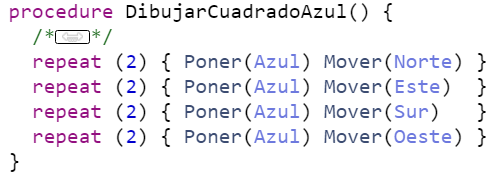 procedure DibujarCuadradoAzul() {
/**/
repeat (2) { Poner(Azul) Mover(Norte) }
repeat (2) { Poner(Azul) Mover(Este) }
repeat (2) { Poner(Azul) Mover(Sur) }
repeat (2) { Poner(Azul) Mover(Oeste) }
}